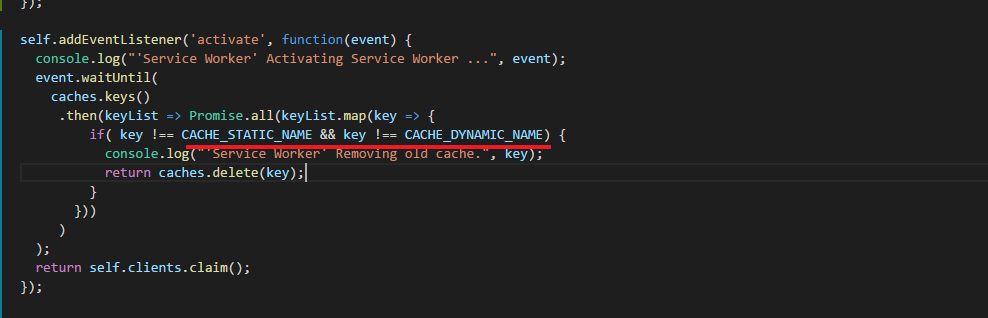 });
self.addEventListener('activate', function(event) {
  console.log("'Service Worker' Activating Service Worker ...", event);
  event.waitUntil(
    caches.keys()
     .then(keyList => Promise.all(keyList.map(key => {
         if( key !== CACHE_STATIC_NAME && key !== CACHE_DYNAMIC_NAME) {
           console.log("'Service Worker' Removing old cache.", key);
           return caches.delete(key);
         }
       }))
     )
  );
  return self.clients.claim();
});